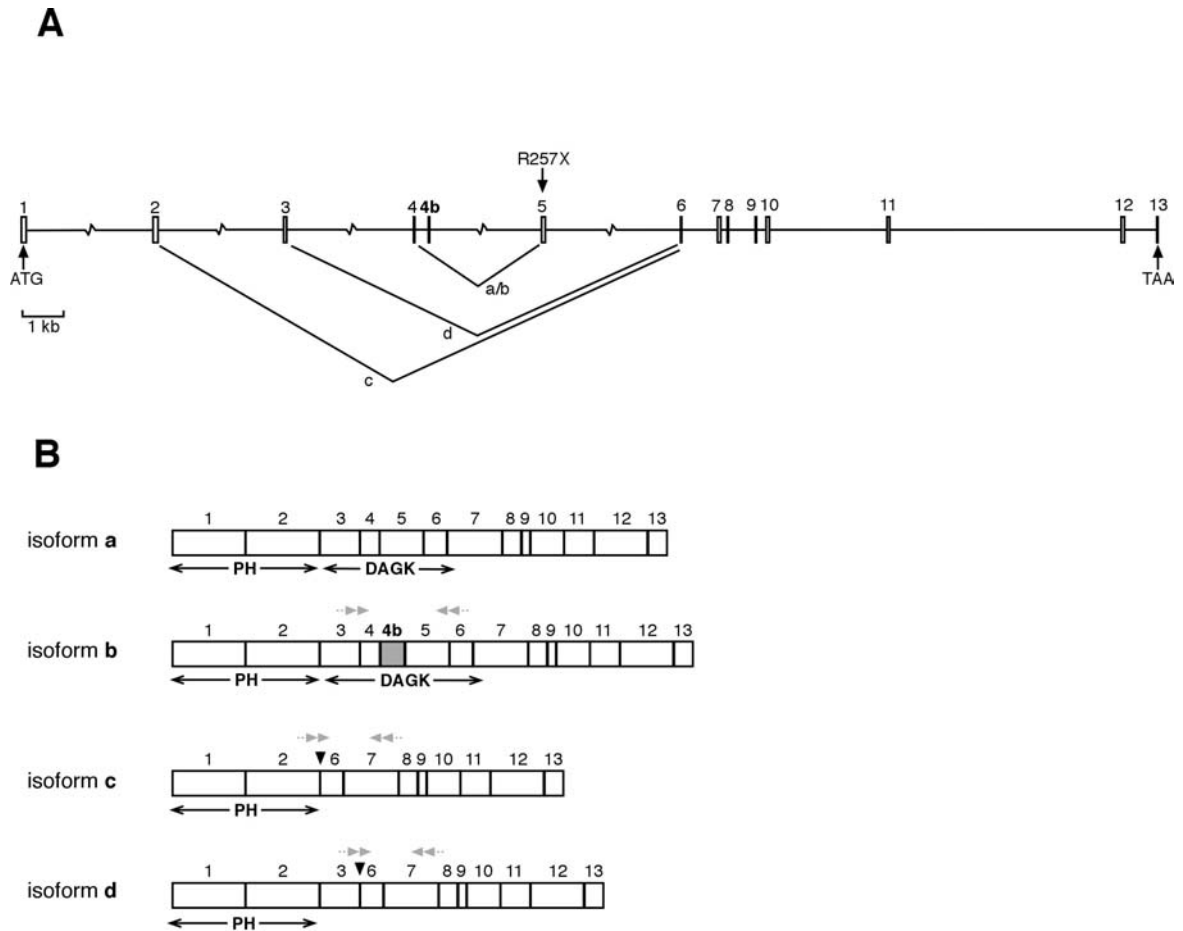 A
R257X
1 2 3 4 4b 5 6 7 8 9 10 11 12 13
ATG
TAA
1 kb
a/b
d
c
B
1 2 3 4 5 6 7 8 9 10 11 12 13
isoform a
PH DAGK
1 2 3 4 4b 5 6 7 8 9 10 11 12 13
isoform b
PH DAGK
1 2 6 7 8 9 10 11 12 13
isoform c
PH
1 2 3 6 7 8 9 10 11 12 13
isoform d
PH